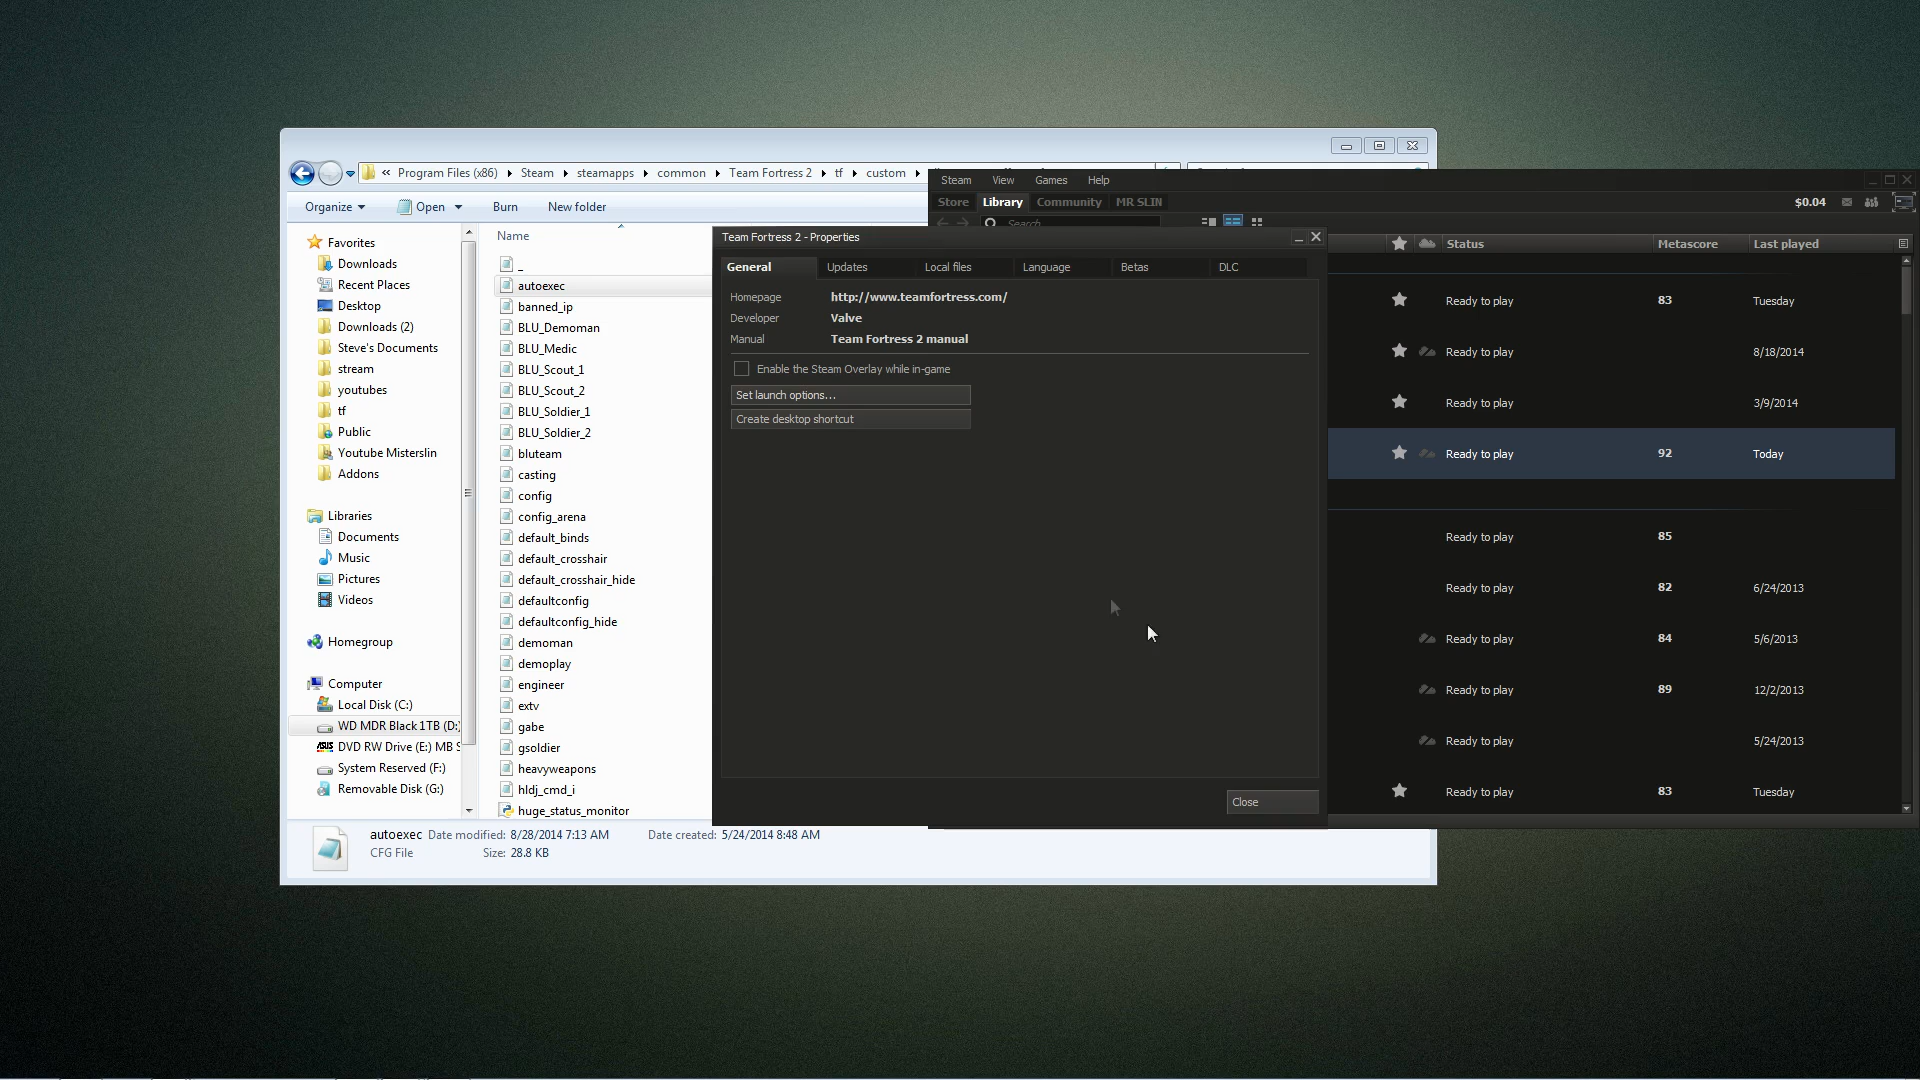 « Program Files (x86) Steam steamapps common Team Fortress 2 tf custom
Organize Open Burn New folder
Favorites
Downloads
Recent Places
Desktop
Downloads (2)
Steve's Documents
stream
youtubes
tf
Public
Youtube Misterslin
Addons
Libraries
Documents
Music
Pictures
Videos
Homegroup
Computer
Local Disk (C:)
WD MDR Black 1TB (D:)
DVD RW Drive (E:) MB S
System Reserved (F:)
Removable Disk (G:)
Name
_
autoexec
banned_ip
BLU_Demoman
BLU_Medic
BLU_Scout_1
BLU_Scout_2
BLU_Soldier_1
BLU_Soldier_2
bluteam
casting
config
config_arena
default_binds
default_crosshair
default_crosshair_hide
defaultconfig
defaultconfig_hide
demoman
demoplay
engineer
extv
gabe
gsoldier
heavyweapons
hldj_cmd_i
huge_status_monitor
autoexec Date modified: 8/28/2014 7:13 AM Date created: 5/24/2014 8:48 AM
CFG File Size: 28.8 KB
Steam View Games Help
Store Library Community MR SLIN $0.04
Search
Team Fortress 2 - Properties
General Updates Local files Language Betas DLC
Homepage http://www.teamfortress.com/
Developer Valve
Manual Team Fortress 2 manual
Enable the Steam Overlay while in-game
Set launch options...
Create desktop shortcut
Close
Status Metascore Last played
Ready to play 83 Tuesday
Ready to play 8/18/2014
Ready to play 3/9/2014
Ready to play 92 Today
Ready to play 85
Ready to play 82 6/24/2013
Ready to play 84 5/6/2013
Ready to play 89 12/2/2013
Ready to play 5/24/2013
Ready to play 83 Tuesday